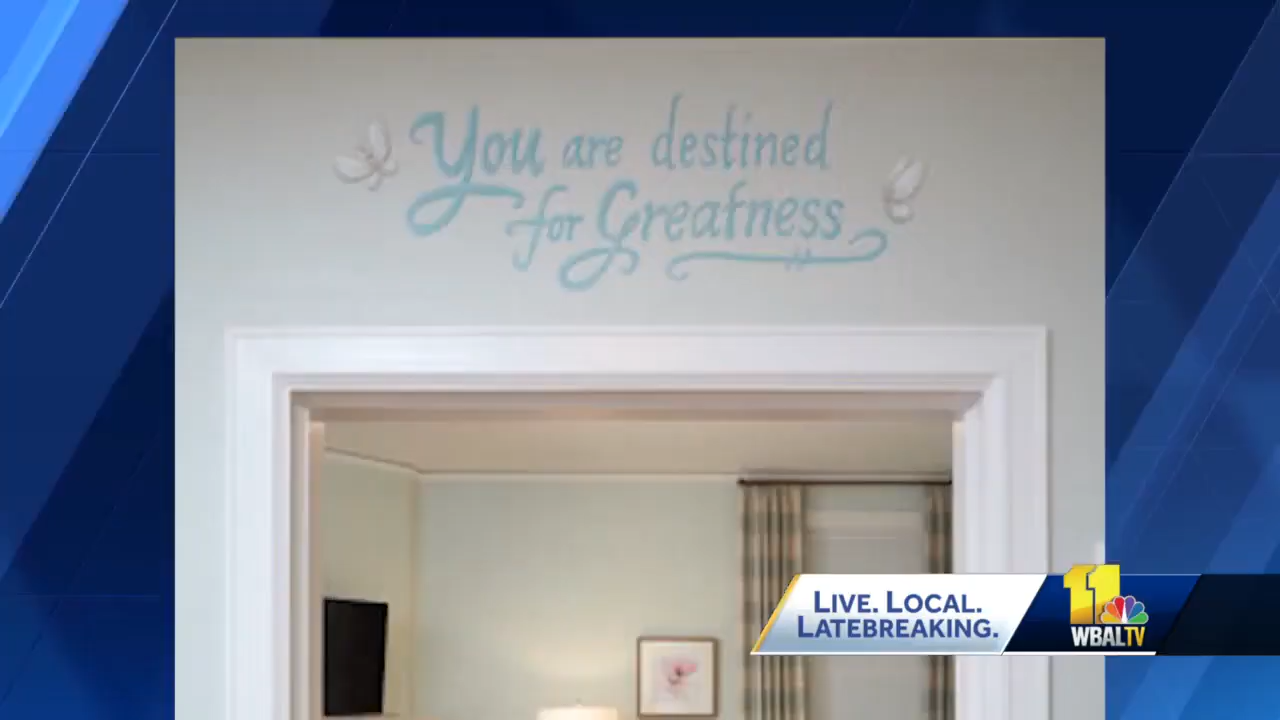 You are destined
for Greatness
LIVE. LOCAL.
LATEBREAKING.
11
WBALTV